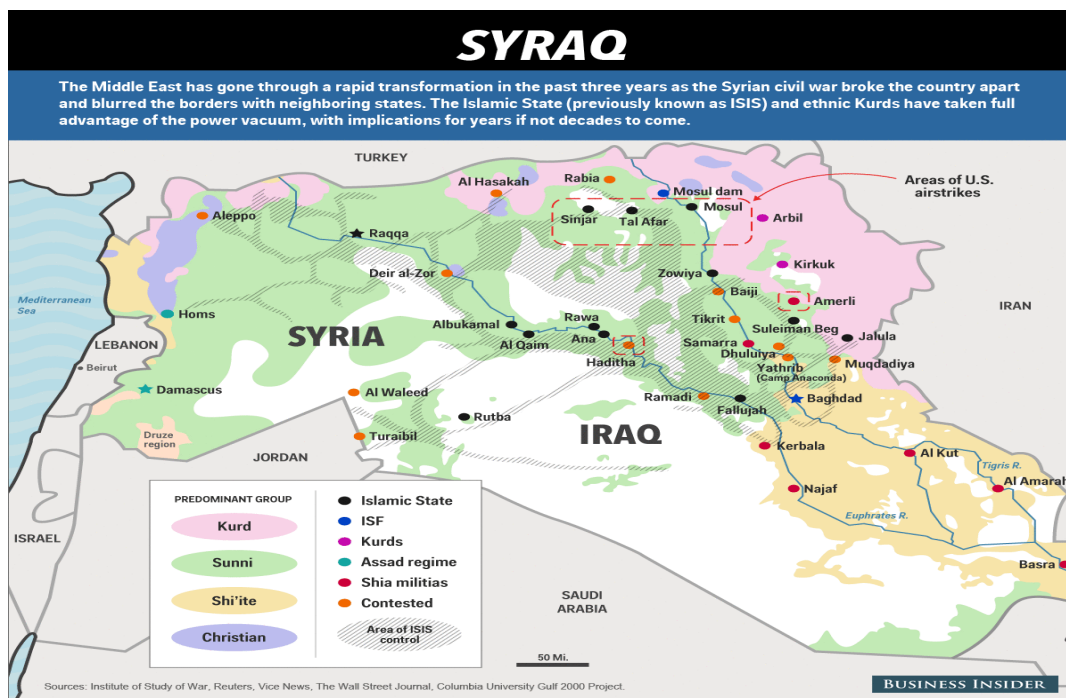 SYRAQ
The Middle East has gone through a rapid transformation in the past three years as the Syrian civil war broke the country apart
and blurred the borders with neighboring states. The Islamic State (previously known as ISIS) and ethnic Kurds have taken full
advantage of the power vacuum, with implications for years if not decades to come.
TURKEY
Rabia
Al Hasakah
Mosul dam
Areas of U.S.
airstrikes
Mosul
Sinjar
Tal Afar
Arbil
Aleppo
Raqqa
Kirkuk
Deir al-Zor
Zowiya
Baiji
Amerli
IRAN
Mediterranean
Sea
Homs
SYRIA
Albukamal
Rawa
Tikrit
Suleiman Beg
Al Qaim
Ana
Samarra
Jalula
LEBANON
Haditha
Dhuluiya
Beirut
Yathrib
(Camp Anaconda)
Muqdadiya
Damascus
Al Waleed
Ramadi
Baghdad
Rutba
Fallujah
Druze
region
Turaibil
IRAQ
Kerbala
Al Kut
JORDAN
Tigris R.
Al Amarah
Najaf
Euphrates R.
ISRAEL
Basra
SAUDI
ARABIA
PREDOMINANT GROUP
Kurd
Sunni
Shi'ite
Christian
Islamic State
ISF
Kurds
Assad regime
Shia militias
Contested
Area of ISIS
control
50 Mi.
Sources: Institute of Study of War, Reuters, Vice News, The Wall Street Journal, Columbia University Gulf 2000 Project.
BUSINESS INSIDER